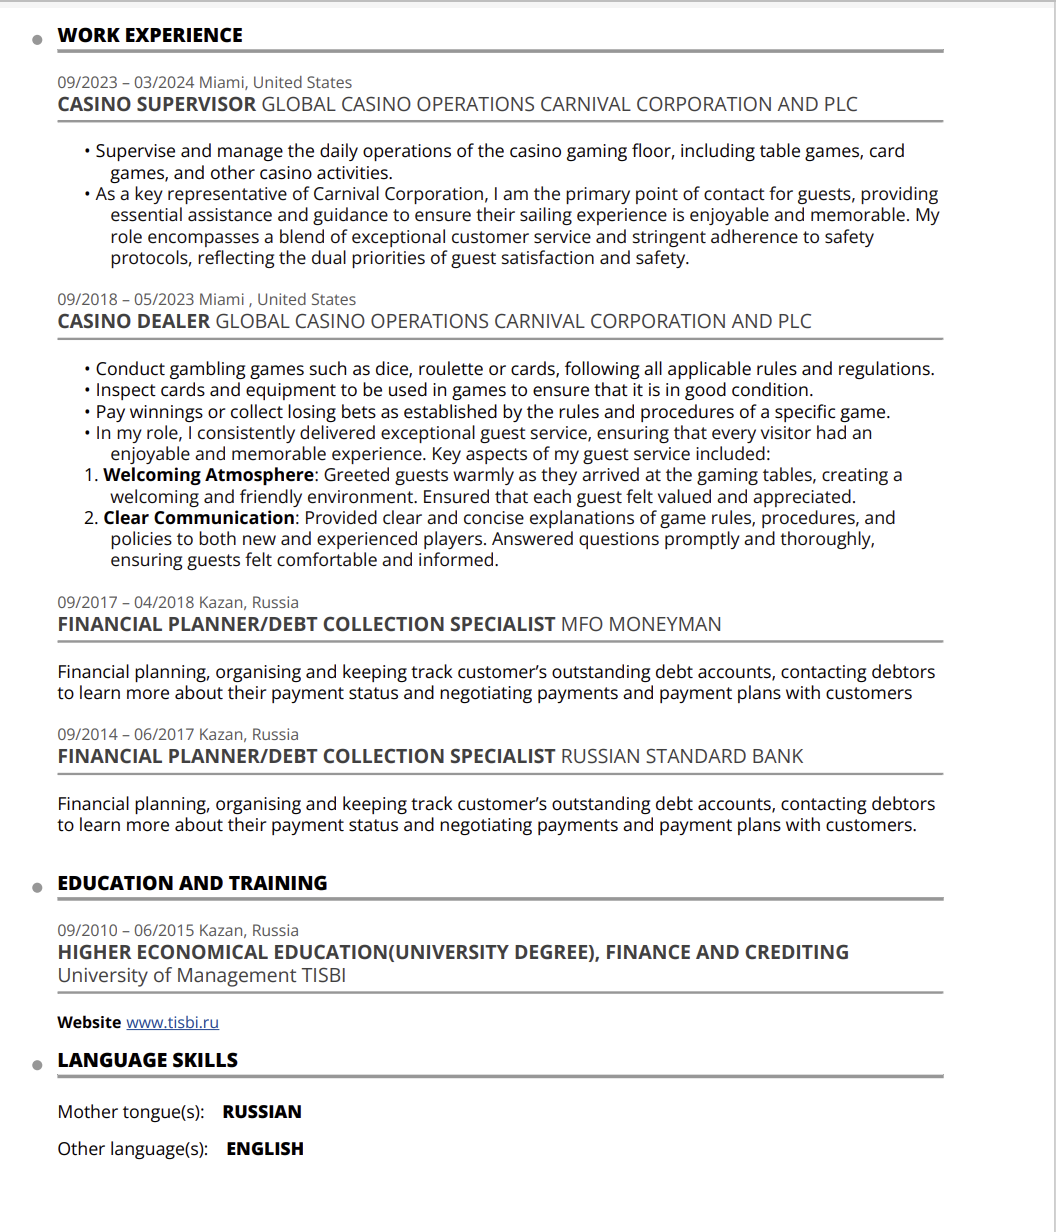 WORK EXPERIENCE
09/2023 – 03/2024 Miami, United States
CASINO SUPERVISOR GLOBAL CASINO OPERATIONS CARNIVAL CORPORATION AND PLC
• Supervise and manage the daily operations of the casino gaming floor, including table games, card
games, and other casino activities.
• As a key representative of Carnival Corporation, I am the primary point of contact for guests, providing
essential assistance and guidance to ensure their sailing experience is enjoyable and memorable. My
role encompasses a blend of exceptional customer service and stringent adherence to safety
protocols, reflecting the dual priorities of guest satisfaction and safety.
09/2018 – 05/2023 Miami , United States
CASINO DEALER GLOBAL CASINO OPERATIONS CARNIVAL CORPORATION AND PLC
• Conduct gambling games such as dice, roulette or cards, following all applicable rules and regulations.
• Inspect cards and equipment to be used in games to ensure that it is in good condition.
• Pay winnings or collect losing bets as established by the rules and procedures of a specific game.
• In my role, I consistently delivered exceptional guest service, ensuring that every visitor had an
enjoyable and memorable experience. Key aspects of my guest service included:
1. Welcoming Atmosphere: Greeted guests warmly as they arrived at the gaming tables, creating a
welcoming and friendly environment. Ensured that each guest felt valued and appreciated.
2. Clear Communication: Provided clear and concise explanations of game rules, procedures, and
policies to both new and experienced players. Answered questions promptly and thoroughly,
ensuring guests felt comfortable and informed.
09/2017 – 04/2018 Kazan, Russia
FINANCIAL PLANNER/DEBT COLLECTION SPECIALIST MFO MONEYMAN
Financial planning, organising and keeping track customer’s outstanding debt accounts, contacting debtors
to learn more about their payment status and negotiating payments and payment plans with customers
09/2014 – 06/2017 Kazan, Russia
FINANCIAL PLANNER/DEBT COLLECTION SPECIALIST RUSSIAN STANDARD BANK
Financial planning, organising and keeping track customer’s outstanding debt accounts, contacting debtors
to learn more about their payment status and negotiating payments and payment plans with customers.
EDUCATION AND TRAINING
09/2010 – 06/2015 Kazan, Russia
HIGHER ECONOMICAL EDUCATION(UNIVERSITY DEGREE), FINANCE AND CREDITING
University of Management TISBI
Website www.tisbi.ru
LANGUAGE SKILLS
Mother tongue(s): RUSSIAN
Other language(s): ENGLISH